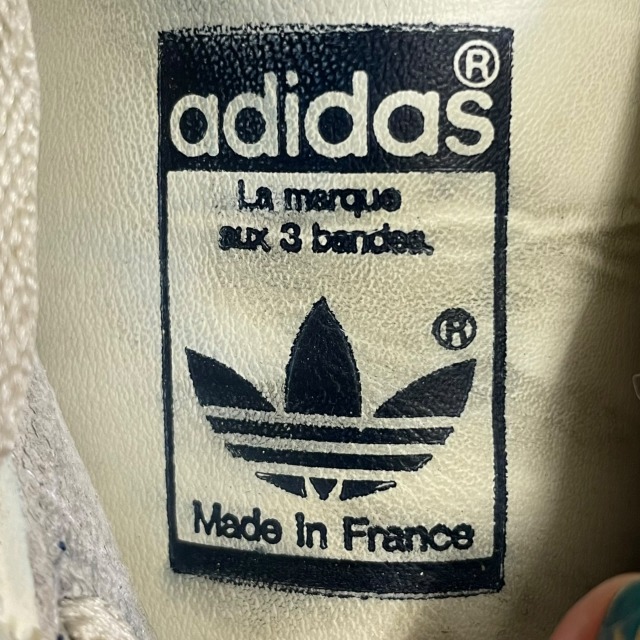 adidas®
La marque
aux 3 bandes.
®
Made in France